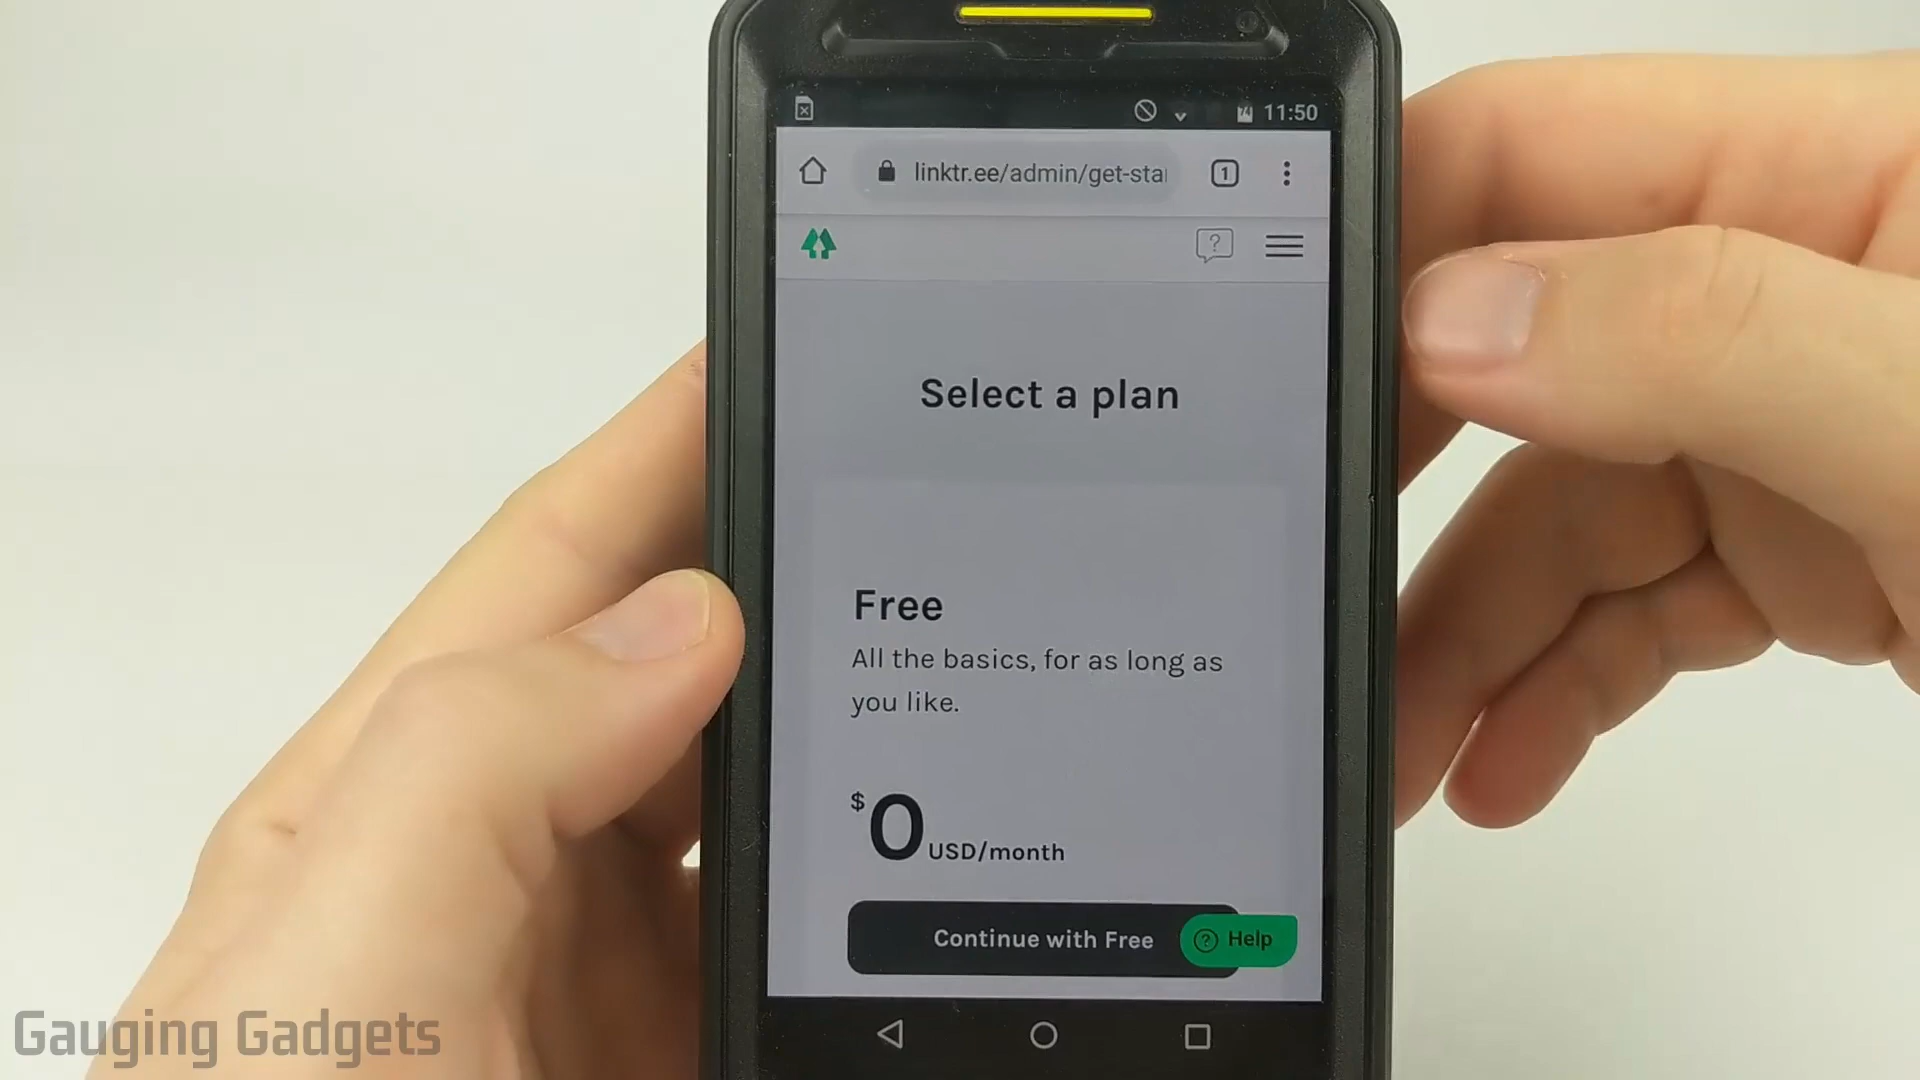 11:50
linktr.ee/admin/get-star
1
Select a plan
Free
All the basics, for as long as
you like.
$0 USD/month
Continue with Free
Help
Gauging Gadgets